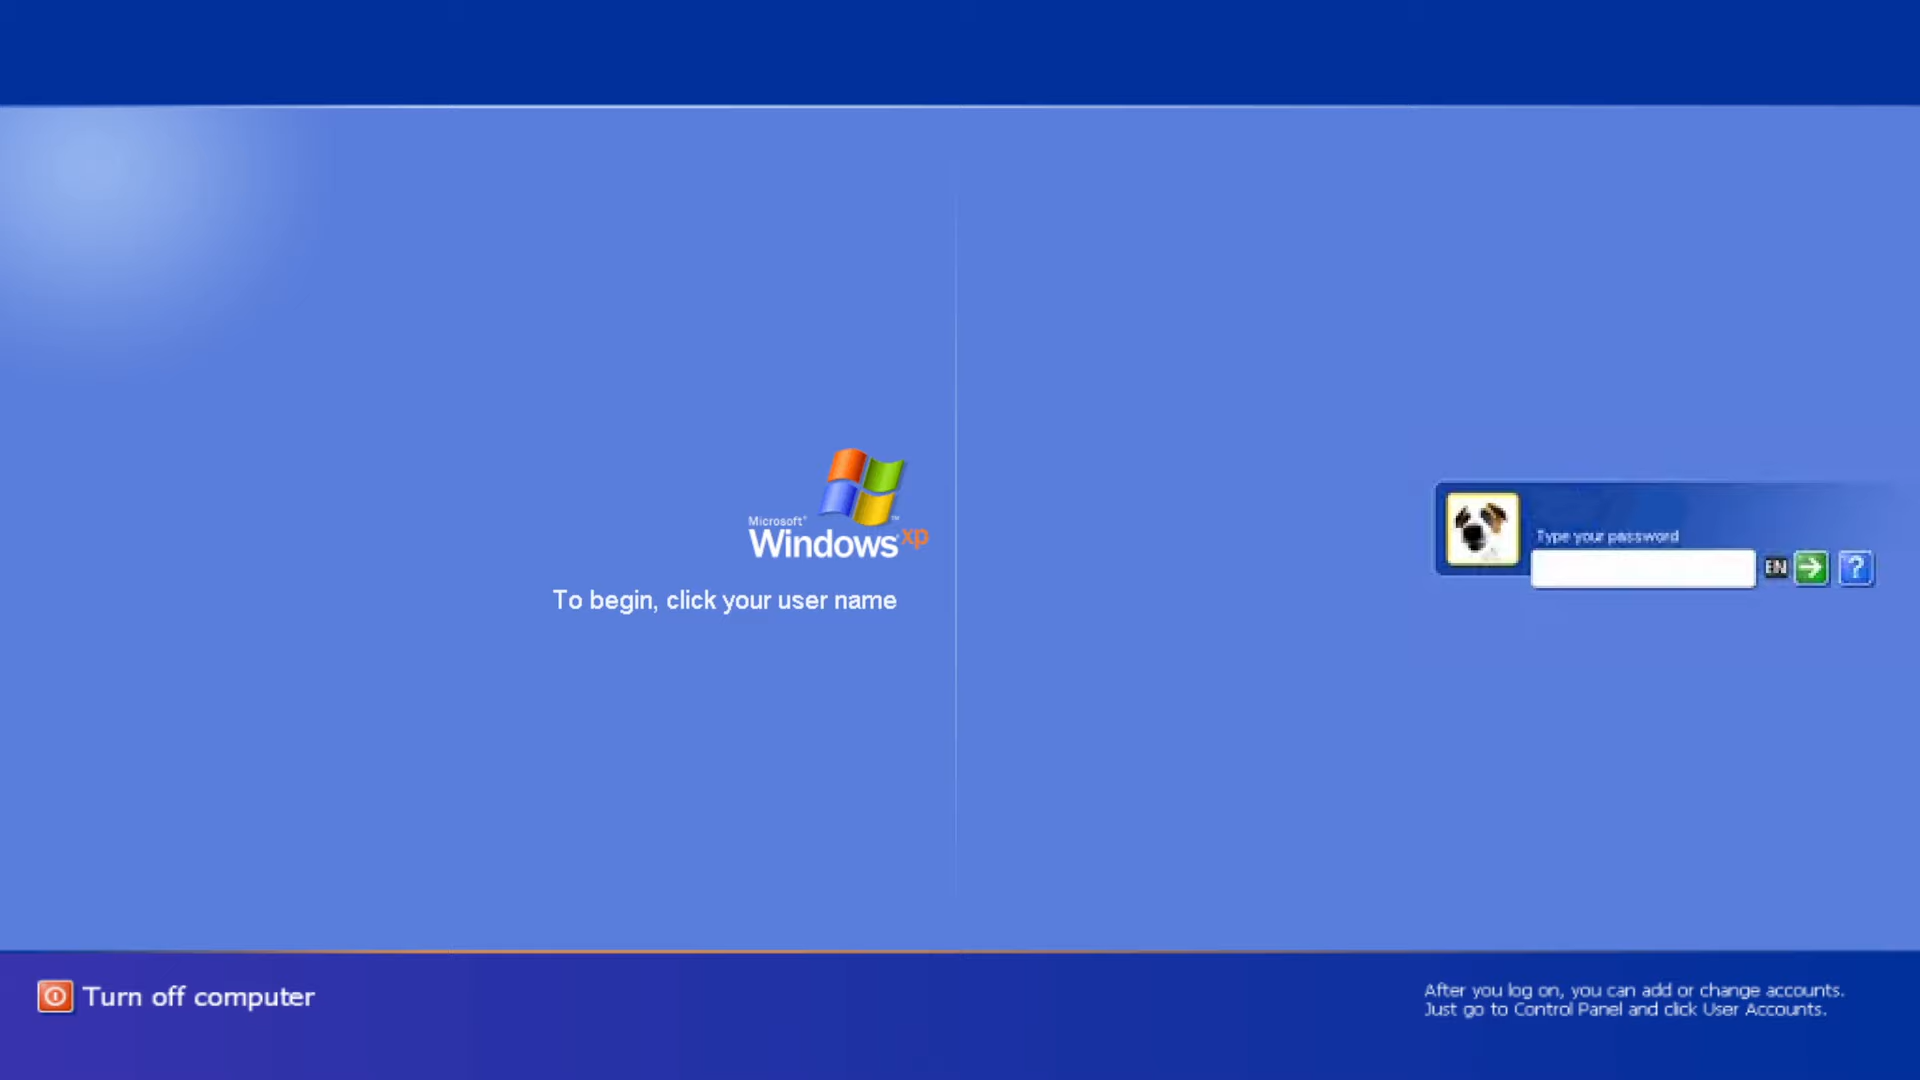 Microsoft®
Windows xp™
To begin, click your user name
Type your password
EN
?
Turn off computer
After you log on, you can add or change accounts.
Just go to Control Panel and click User Accounts.